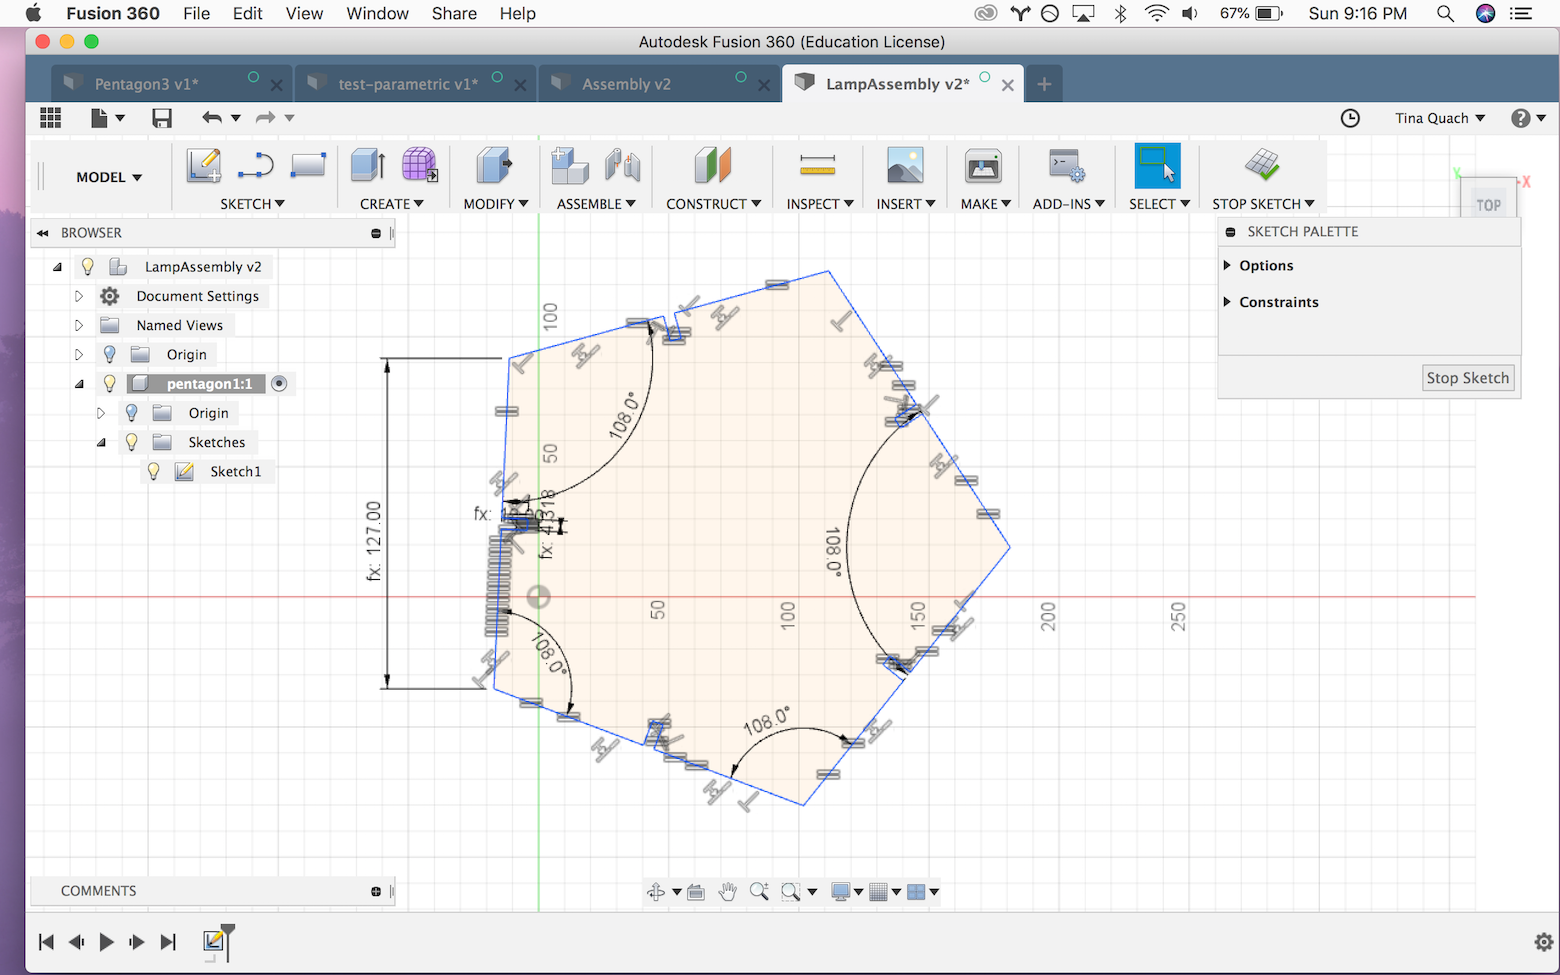 Fusion 360 File Edit View Window Share Help 67% Sun 9:16 PM
Autodesk Fusion 360 (Education License)
Pentagon3 v1* test-parametric v1* Assembly v2 LampAssembly v2*
Tina Quach
MODEL
SKETCH CREATE MODIFY ASSEMBLE CONSTRUCT INSPECT INSERT MAKE ADD-INS SELECT STOP SKETCH
Y X
TOP
BROWSER
LampAssembly v2
Document Settings
Named Views
Origin
pentagon1:1
Origin
Sketches
Sketch1
SKETCH PALETTE
Options
Constraints
Stop Sketch
100
50
108.0°
fx: 127.00
fx:
fx: 4.318
108.0°
108.0°
108.0°
50 100 150 200 250
COMMENTS